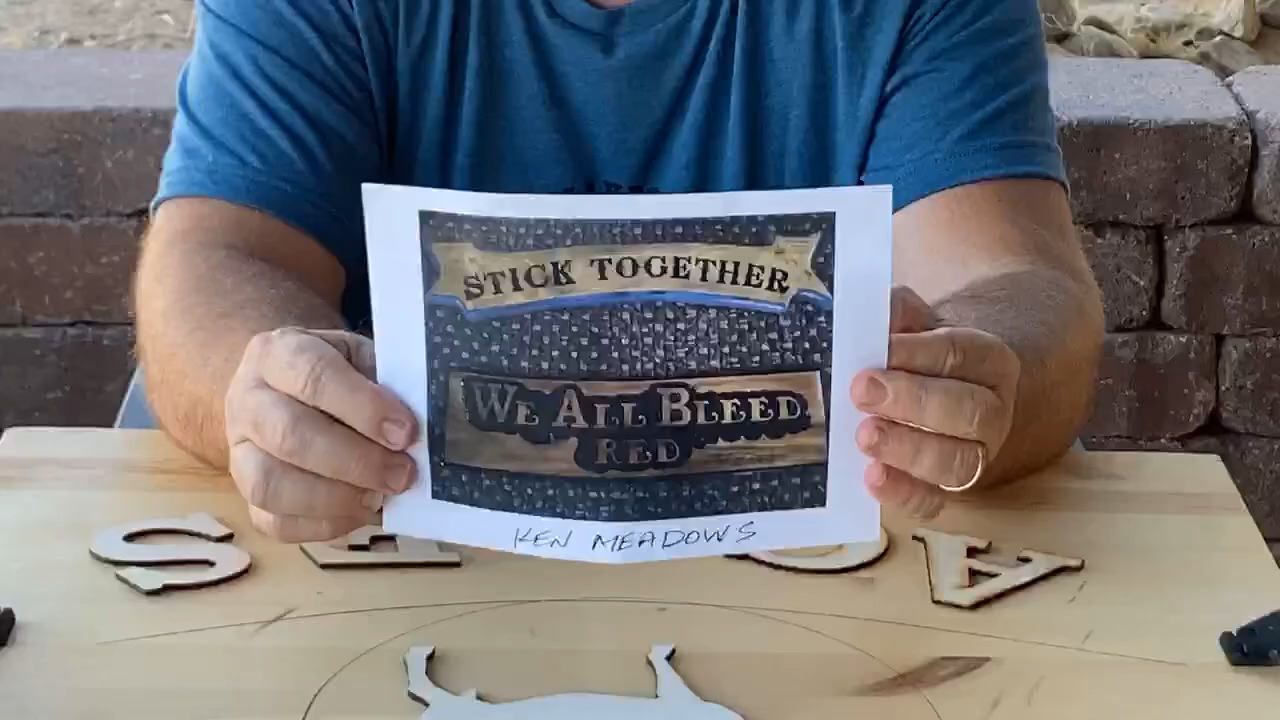 STICK TOGETHER
WE ALL BLEED
RED
KEN MEADOWS
S
A